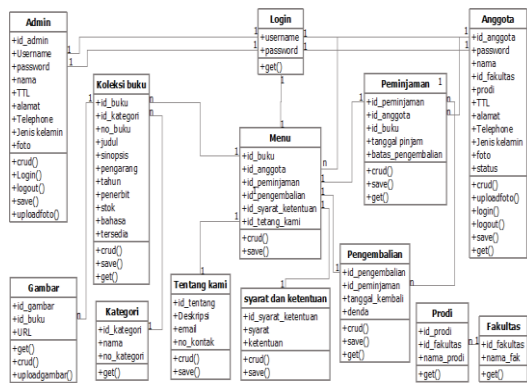 Admin
+id_admin
+Username
+password
+nama
+TTL
+alamat
+Telephone
+Jenis kelamin
+foto
+crud()
+Login()
+logout()
+save()
+uploadfoto()
Login
+username
+password
+get()
Anggota
+id_anggota
+password
+nama
+id_fakultas
+prodi
+TTL
+alamat
+Telephone
+Jenis kelamin
+foto
+status
+crud()
+uploadfoto()
+login()
+logout()
+save()
+get()
Koleksi buku
+id_buku
+id_kategori
+no_buku
+judul
+sinopsis
+pengarang
+tahun
+penerbit
+stok
+bahasa
+tersedia
+crud()
+save()
+get()
Peminjaman
+id_peminjaman
+id_anggota
+id_buku
+tanggal pinjam
+batas_pengembalian
+crud()
+save()
+get()
Menu
+id_buku
+id_anggota
+id_peminjaman
+id_pengembalian
+id_syarat_ketentuan
+id_tetang_kami
+crud()
+save()
Gambar
+id_gambar
+id_buku
+URL
+get()
+crud()
+uploadgambar()
Kategori
+id_kategori
+nama
+no_kategori
+get()
Tentang kami
+id_tentang
+Deskripsi
+email
+no_kontak
+crud()
+save()
syarat dan ketentuan
+id_syarat_ketentuan
+syarat
+ketentuan
+crud()
+save()
Pengembalian
+id_pengembalian
+id_peminjaman
+tanggal_kembali
+denda
+crud()
+save()
+get()
Prodi
+id_prodi
+id_fakultas
+nama_prodi
+get()
n 1
Fakultas
+id_fakultas
+nama_fak
+get()